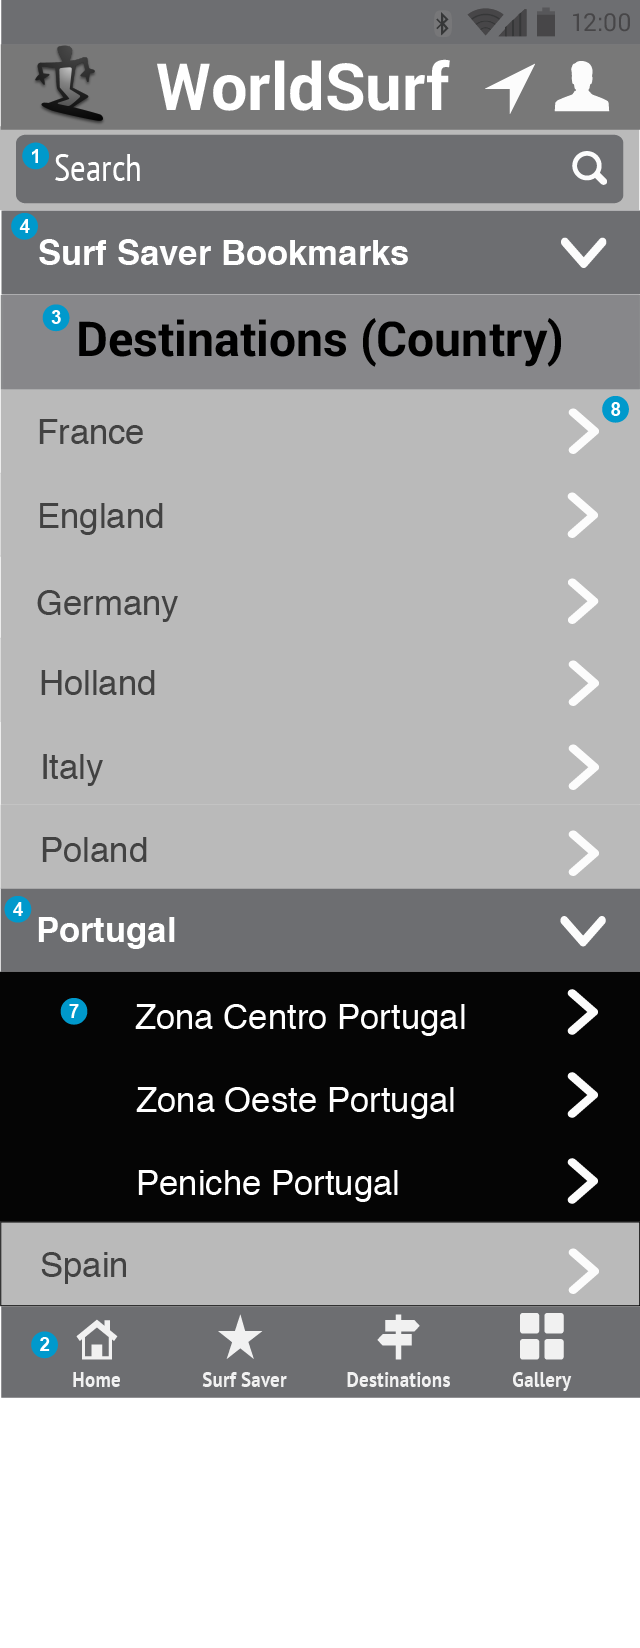 12:00
WorldSurf
1 Search
4
Surf Saver Bookmarks
3
Destinations (Country)
8
France
England
Germany
Holland
Italy
Poland
4
Portugal
7 Zona Centro Portugal
Zona Oeste Portugal
Peniche Portugal
Spain
2
Home Surf Saver Destinations Gallery